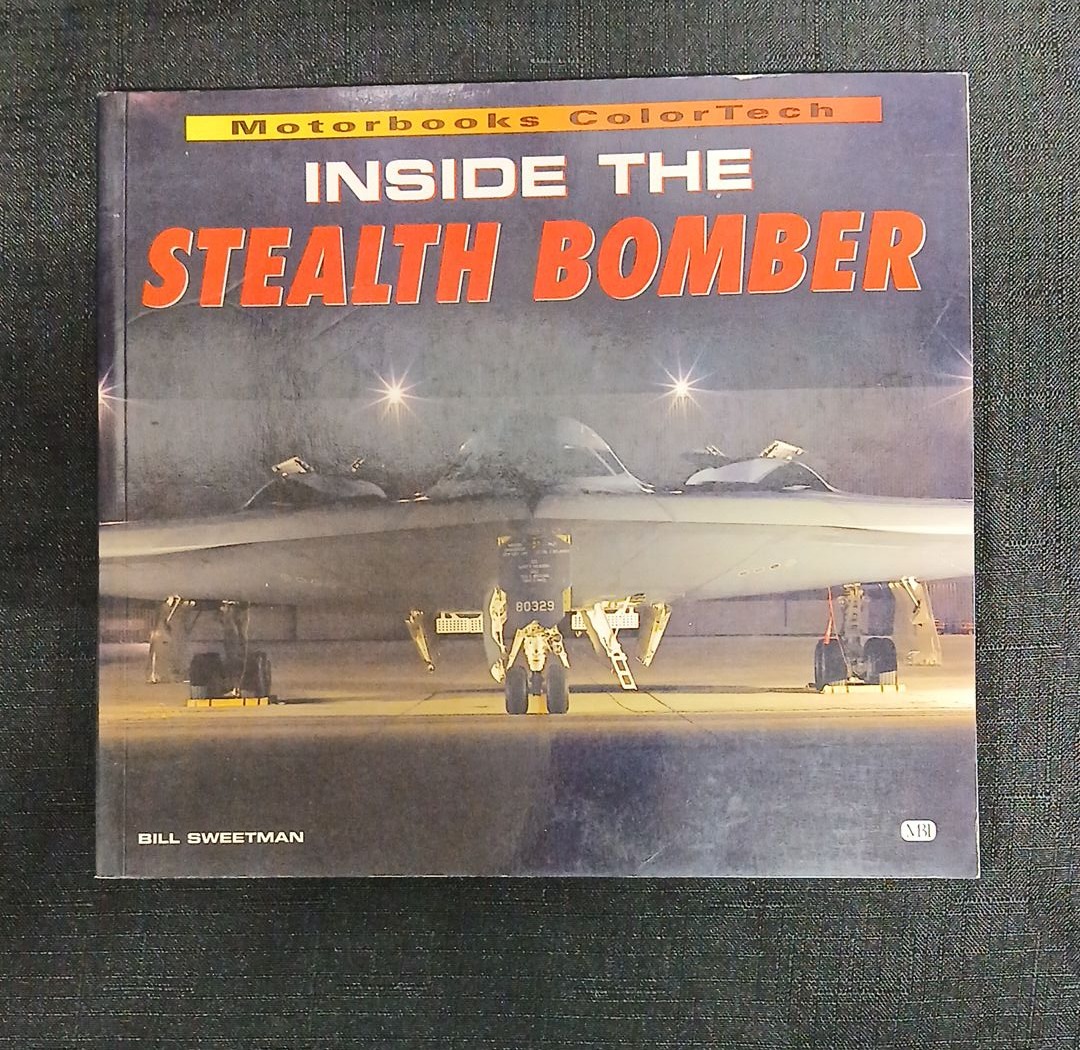 Motorbooks ColorTech
INSIDE THE
STEALTH BOMBER
80329
BILL SWEETMAN
MBI